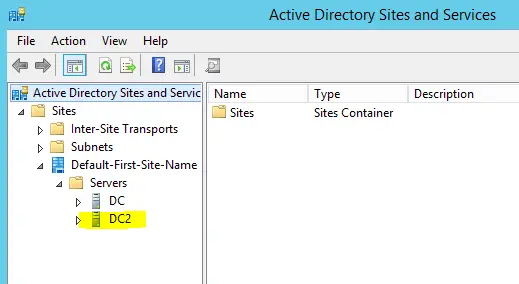 Active Directory Sites and Services
File Action View Help
Active Directory Sites and Servic
Name Type Description
Sites
Sites Sites Container
Inter-Site Transports
Subnets
Default-First-Site-Name
Servers
DC
DC2